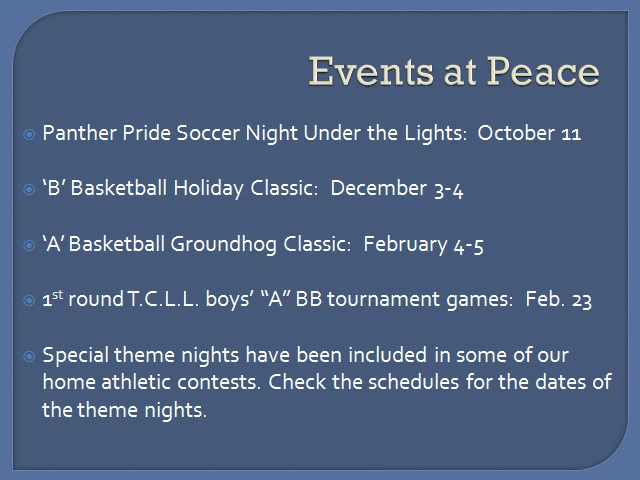 Events at Peace
Panther Pride Soccer Night Under the Lights:  October 11
‘B’ Basketball Holiday Classic:  December 3-4
‘A’ Basketball Groundhog Classic:  February 4-5
1st round T.C.L.L. boys’ “A” BB tournament games:  Feb. 23
Special theme nights have been included in some of our
home athletic contests. Check the schedules for the dates of
the theme nights.